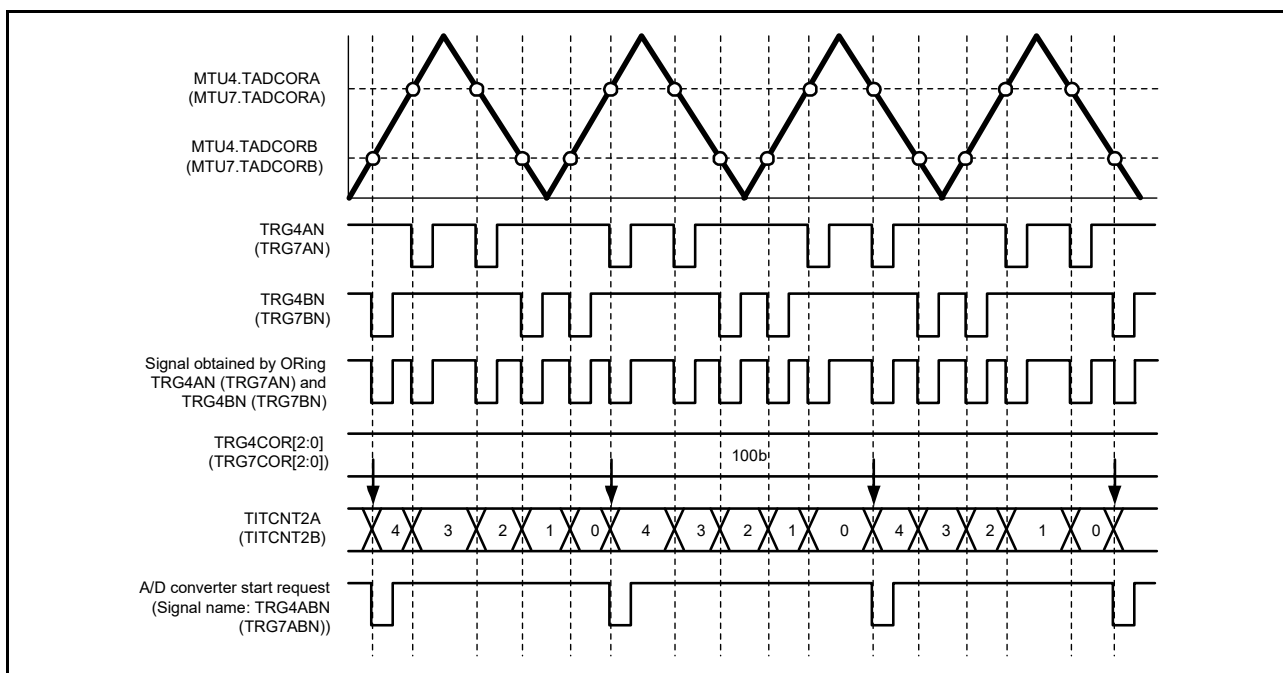 MTU4.TADCORA
(MTU7.TADCORA)
MTU4.TADCORB
(MTU7.TADCORB)
TRG4AN
(TRG7AN)
TRG4BN
(TRG7BN)
Signal obtained by ORing
TRG4AN (TRG7AN) and
TRG4BN (TRG7BN)
TRG4COR[2:0]
(TRG7COR[2:0])
100b
TITCNT2A
(TITCNT2B)
4 3 2 1 0 4 3 2 1 0 4 3 2 1 0
A/D converter start request
(Signal name: TRG4ABN
(TRG7ABN))